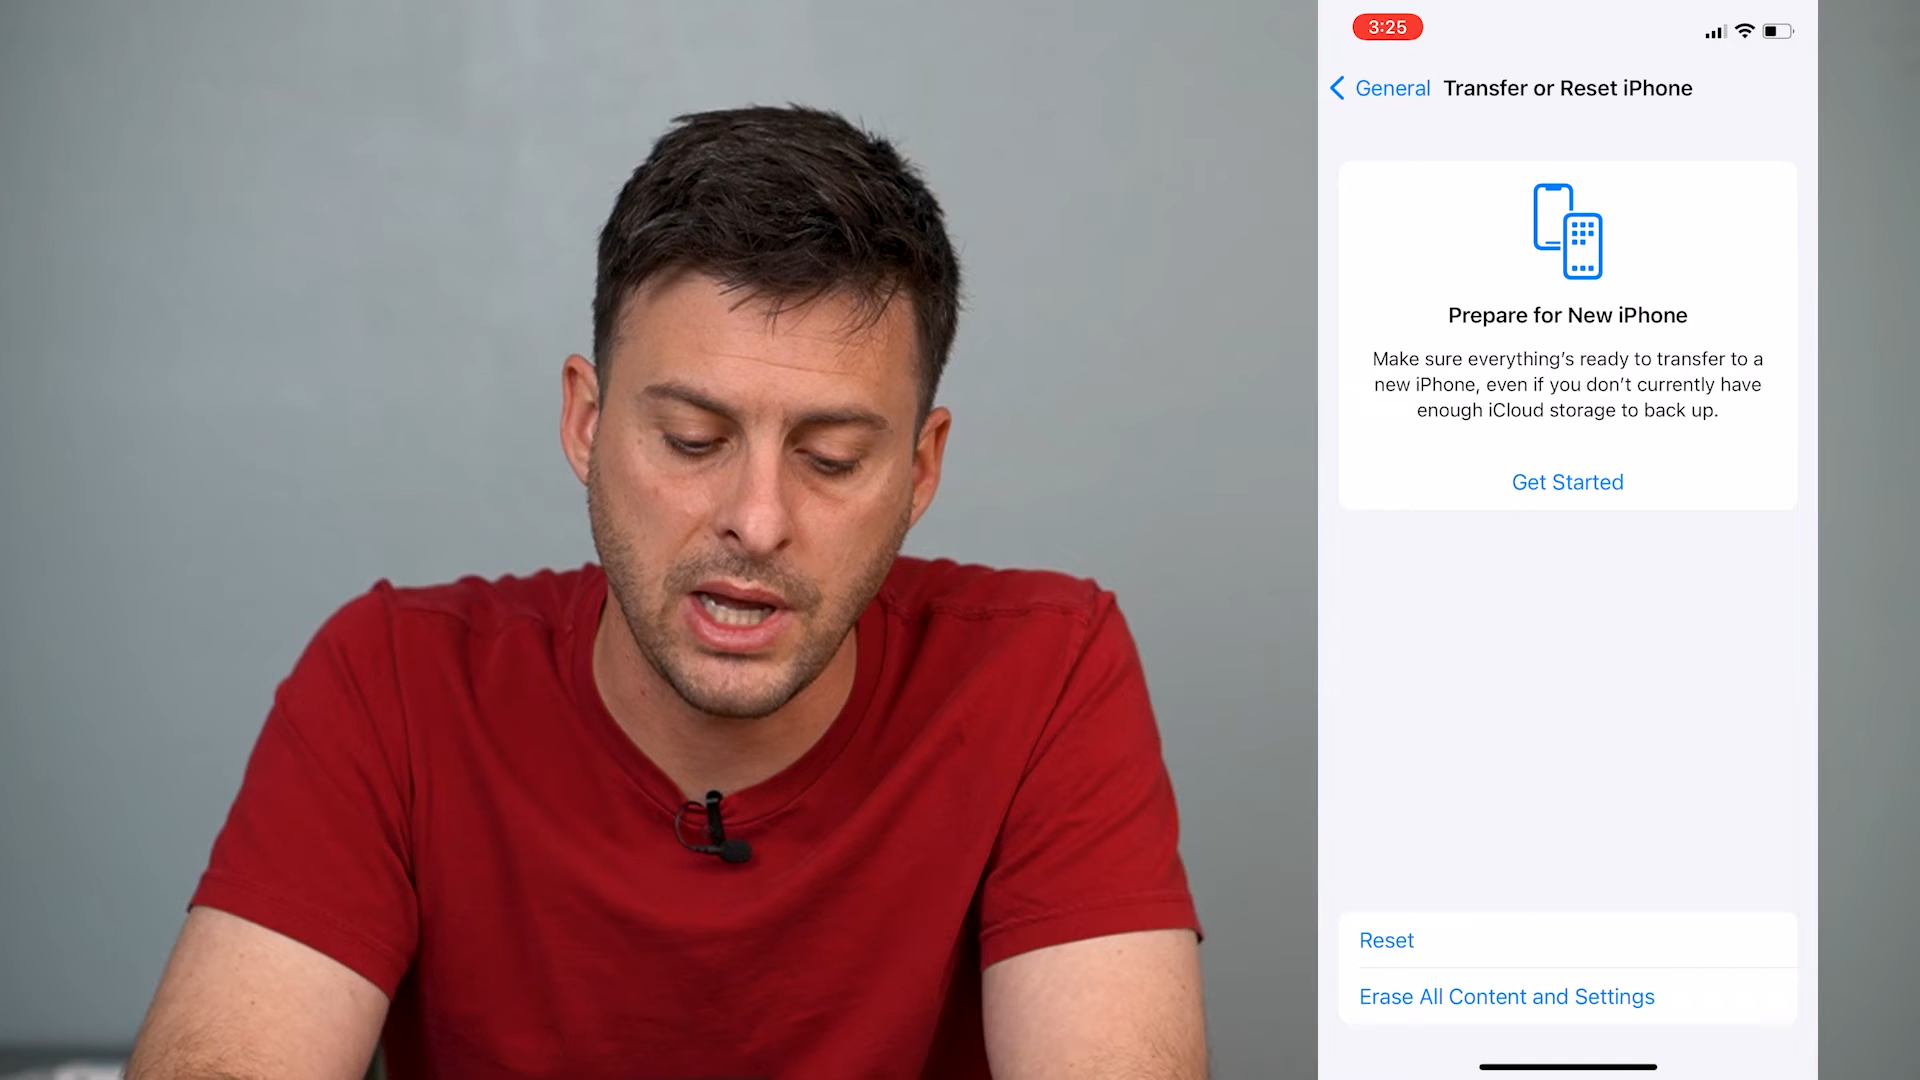 3:25
General Transfer or Reset iPhone
Prepare for New iPhone
Make sure everything's ready to transfer to a
new iPhone, even if you don't currently have
enough iCloud storage to back up.
Get Started
Reset
Erase All Content and Settings